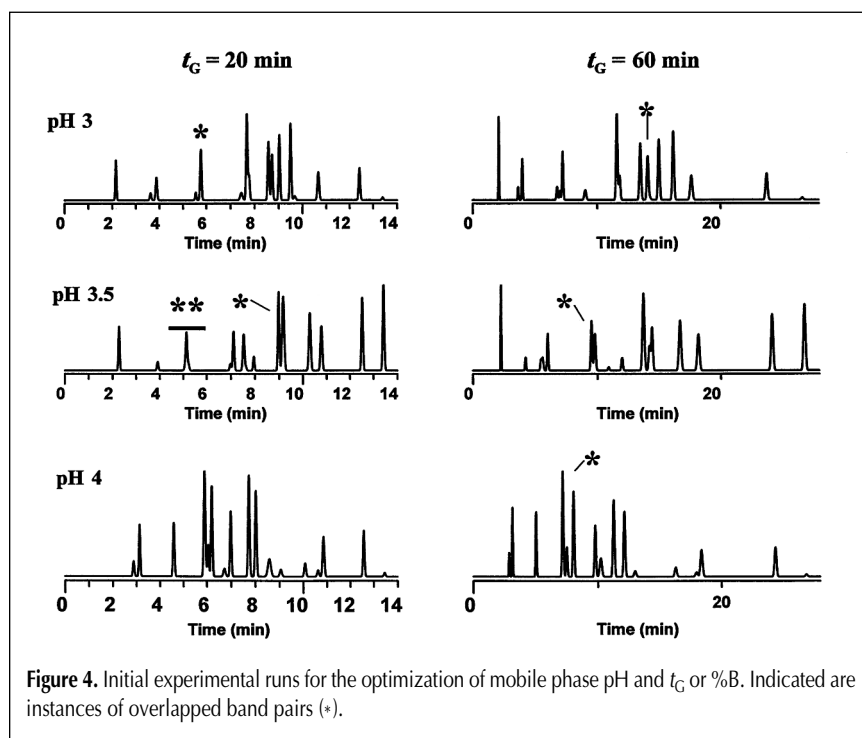 t_G = 20 min
t_G = 60 min
pH 3
*
*
0 2 4 6 8 10 12 14
Time (min)
0 20
Time (min)
pH 3.5
** *
*
0 2 4 6 8 10 12 14
Time (min)
0 20
Time (min)
pH 4
*
0 2 4 6 8 10 12 14
Time (min)
0 20
Time (min)
Figure 4. Initial experimental runs for the optimization of mobile phase pH and t_G or %B. Indicated are
instances of overlapped band pairs (*).